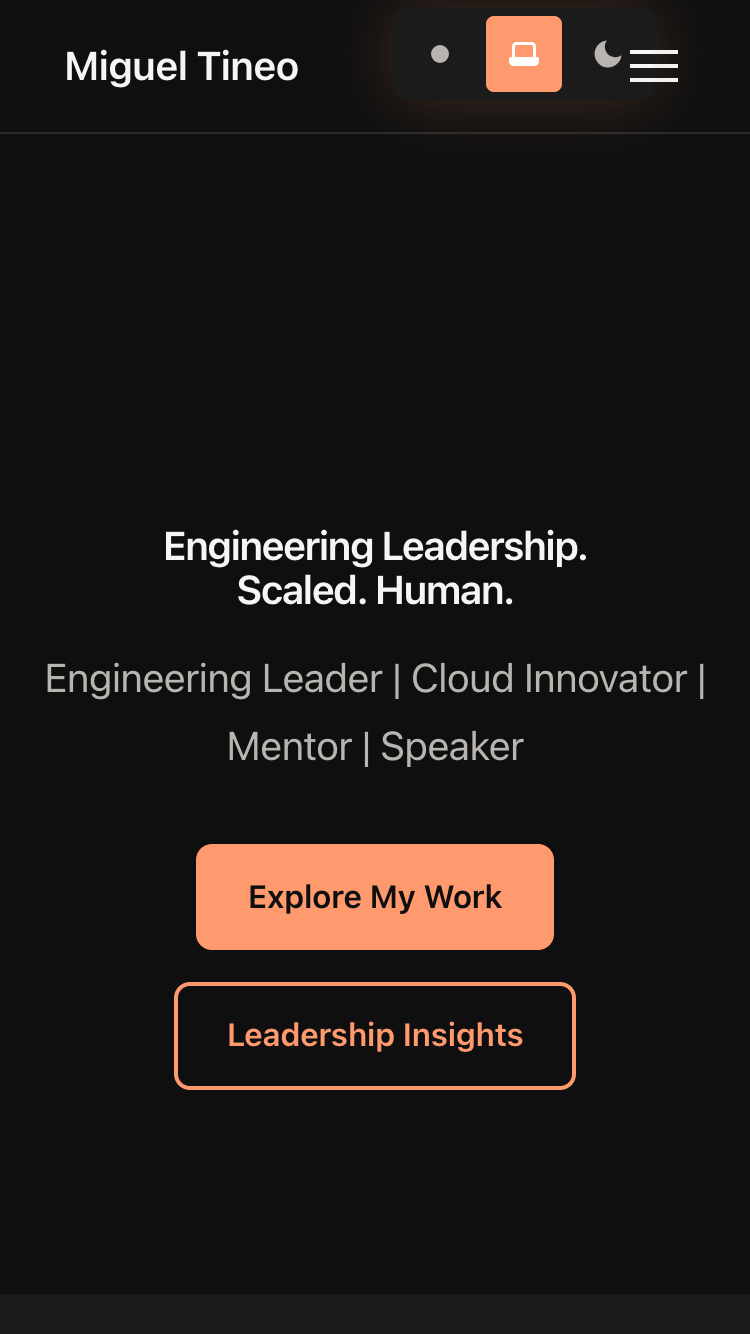 Miguel Tineo
Engineering Leadership.
Scaled. Human.
Engineering Leader | Cloud Innovator |
Mentor | Speaker
Explore My Work
Leadership Insights